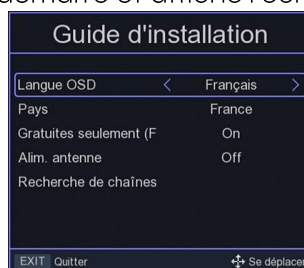 Guide d'installation
Langue OSD < Français >
Pays France
Gratuites seulement (F On
Alim. antenne Off
Recherche de chaînes
EXIT Quitter Se déplacer